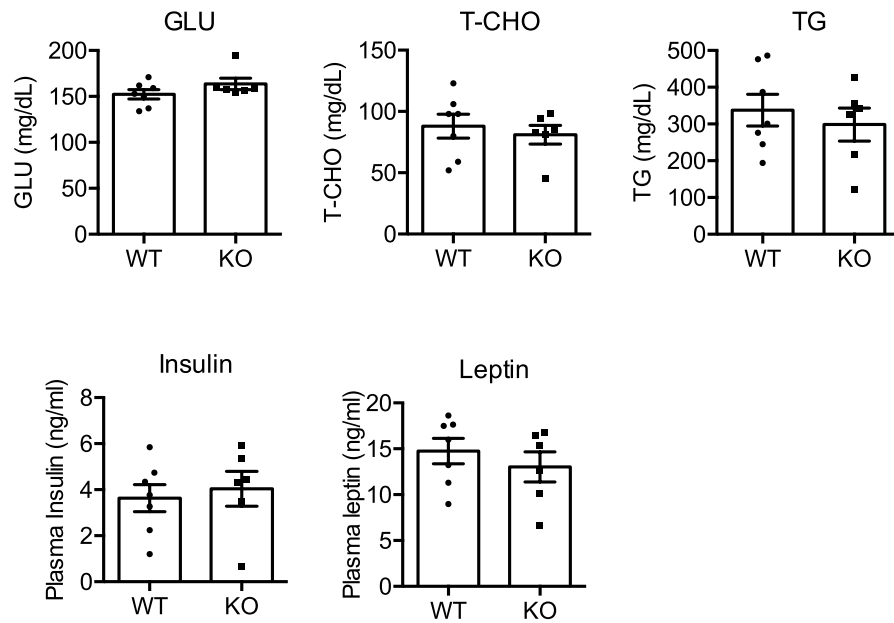 GLU
GLU (mg/dL)
200
150
100
50
0
WT
KO
T-CHO
T-CHO (mg/dL)
150
100
50
0
WT
KO
TG
TG (mg/dL)
500
400
300
200
100
0
WT
KO
Insulin
Plasma Insulin (ng/ml)
8
6
4
2
0
WT
KO
Leptin
Plasma leptin (ng/ml)
20
15
10
5
0
WT
KO